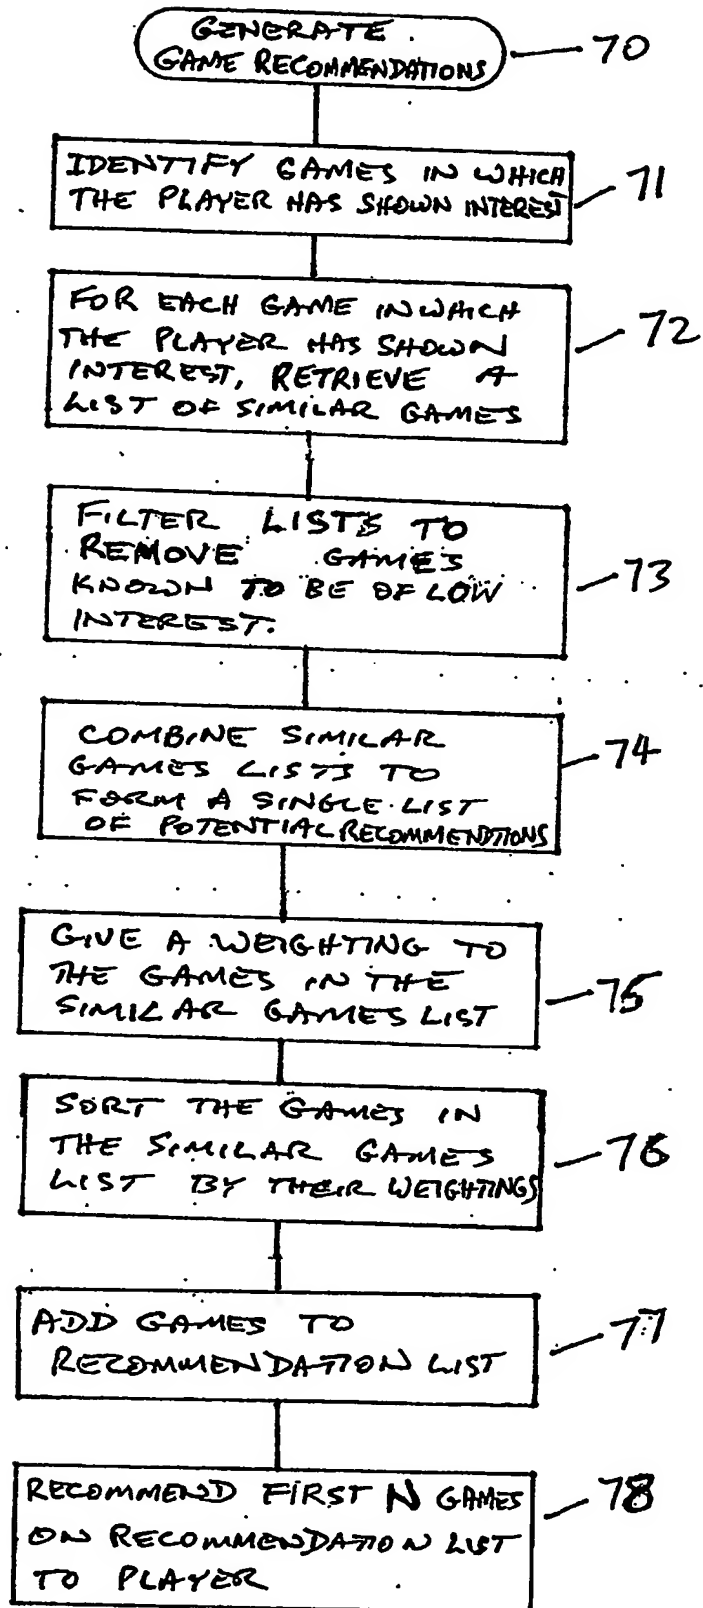 GENERATE.
GAME RECOMMENDATIONS
70
IDENTIFY GAMES IN WHICH
THE PLAYER HAS SHOWN INTEREST
71
FOR EACH GAME IN WHICH
THE PLAYER HAS SHOWN
INTEREST, RETRIEVE A
LIST OF SIMILAR GAMES
72
FILTER LISTS TO
REMOVE GAMES
KNOWN TO BE OF LOW
INTEREST.
73
COMBINE SIMILAR
GAMES LISTS TO
FORM A SINGLE LIST
OF POTENTIAL RECOMMENDTIONS
74
GIVE A WEIGHTING TO
THE GAMES IN THE
SIMILAR GAMES LIST
75
SORT THE GAMES IN
THE SIMILAR GAMES
LIST BY THEIR WEIGHTINGS
76
ADD GAMES TO
RECOMMENDATION LIST
77
RECOMMEND FIRST N GAMES
ON RECOMMENDATION LIST
TO PLAYER
78